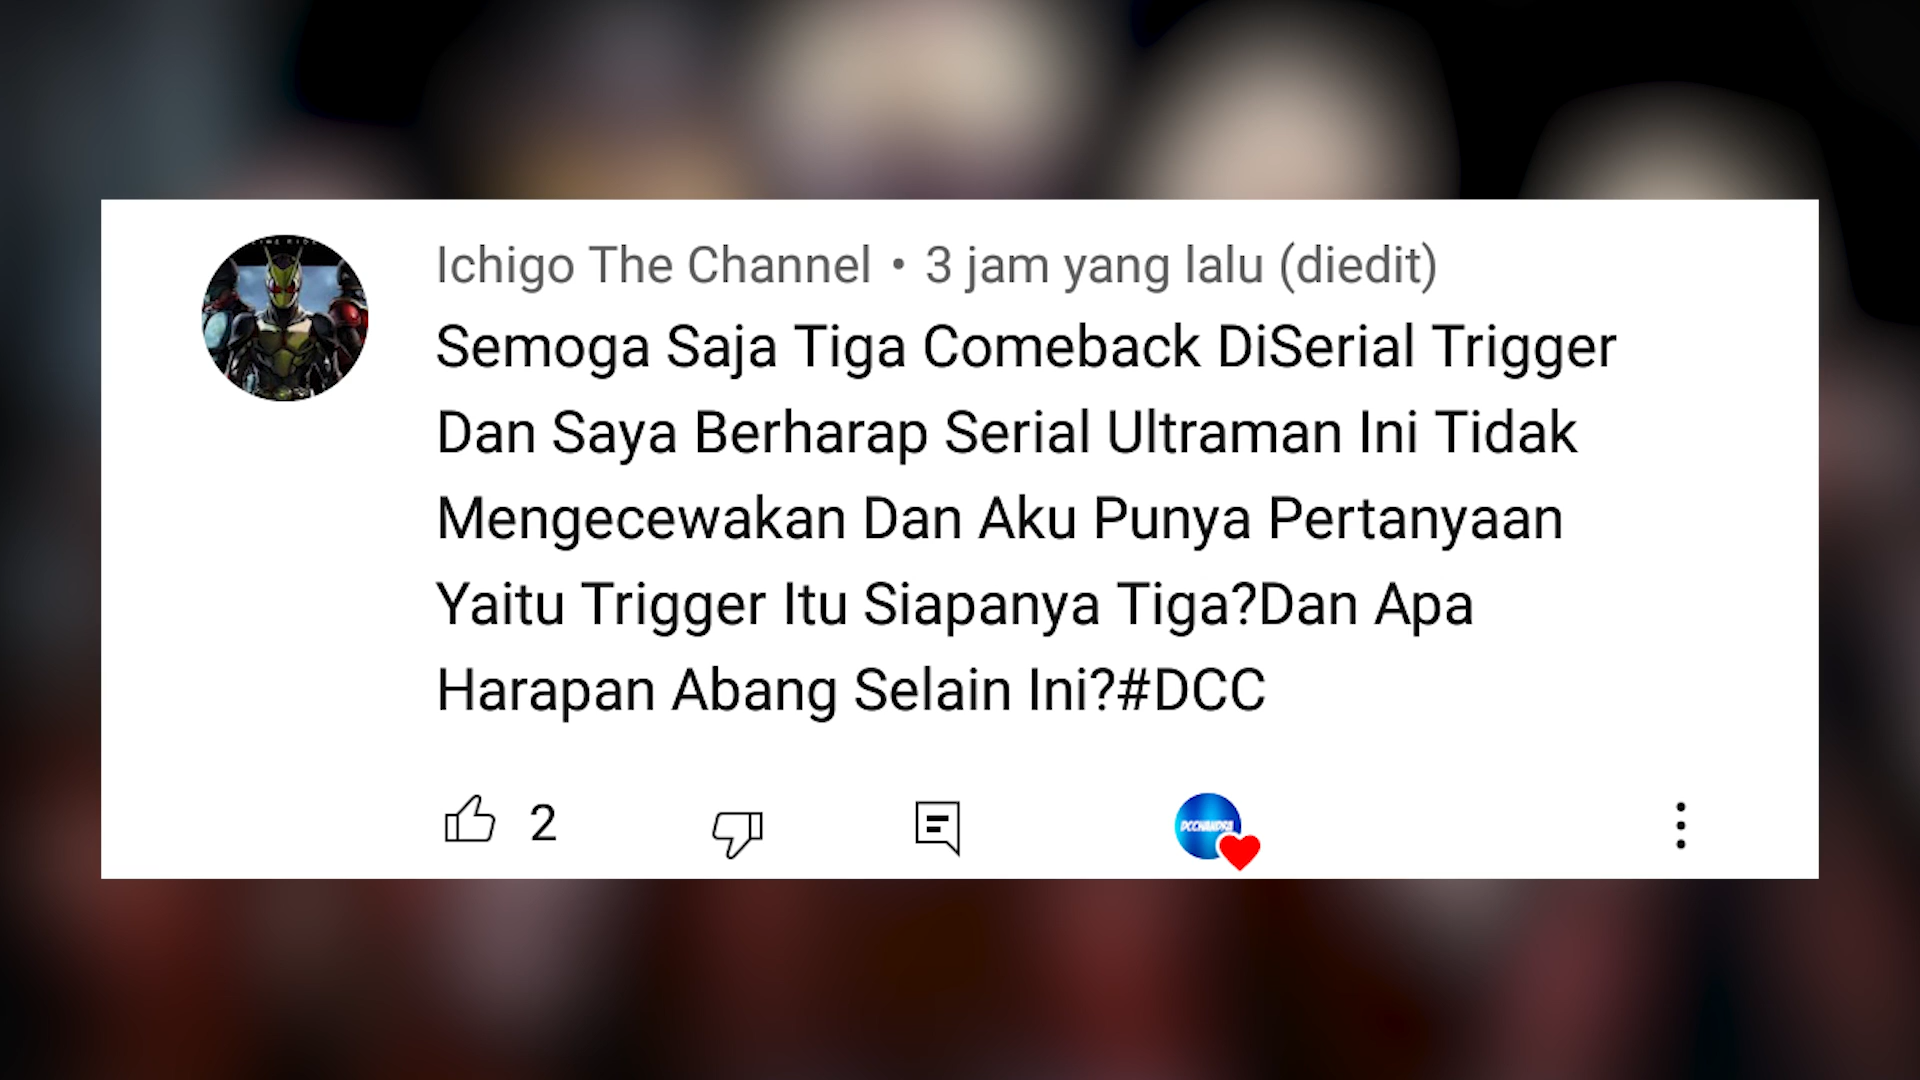 Ichigo The Channel • 3 jam yang lalu (diedit)
Semoga Saja Tiga Comeback DiSerial Trigger
Dan Saya Berharap Serial Ultraman Ini Tidak
Mengecewakan Dan Aku Punya Pertanyaan
Yaitu Trigger Itu Siapanya Tiga?Dan Apa
Harapan Abang Selain Ini?#DCC
2
DCCHANDRA